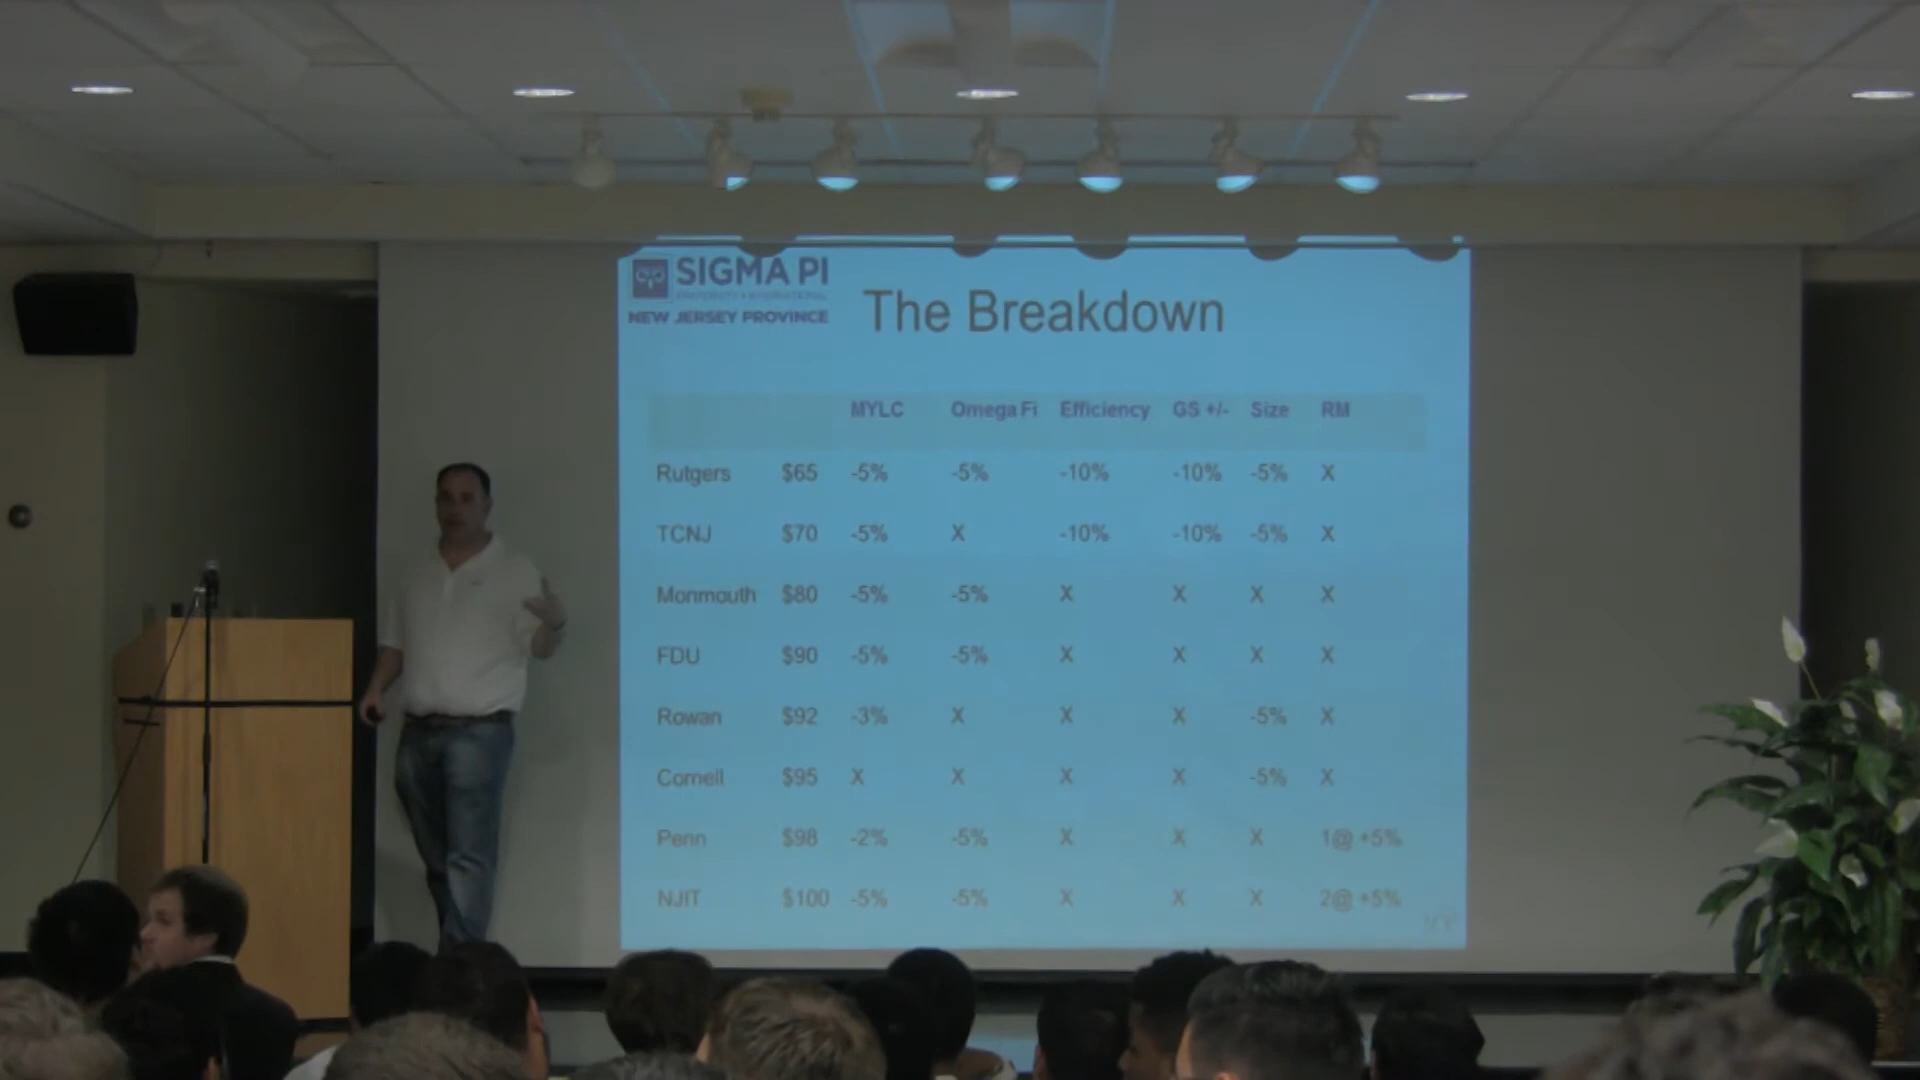 SIGMA PI
FRATERNITY • INTERNATIONAL
NEW JERSEY PROVINCE
The Breakdown
MYLC Omega Fi Efficiency GS +/- Size RM
Rutgers $65 -5% -5% -10% -10% -5% X
TCNJ $70 -5% X -10% -10% -5% X
Monmouth $80 -5% -5% X X X X
FDU $90 -5% -5% X X X X
Rowan $92 -3% X X X -5% X
Cornell $95 X X X X -5% X
Penn $98 -2% -5% X X X 1@ +5%
NJIT $100 -5% -5% X X X 2@ +5%